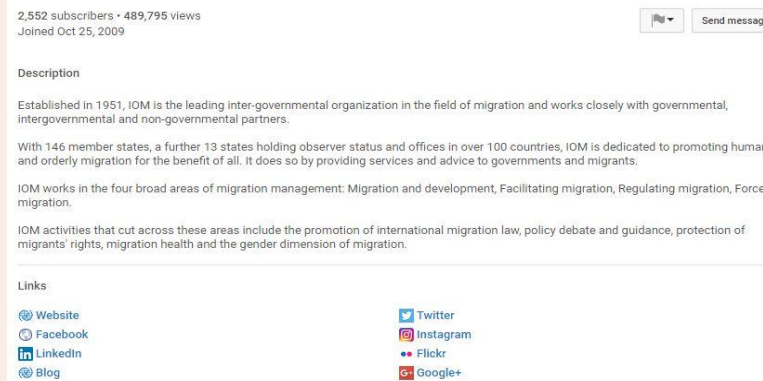 2,552 subscribers • 489,795 views
Joined Oct 25, 2009
Send messag
Description
Established in 1951, IOM is the leading inter-governmental organization in the field of migration and works closely with governmental,
intergovernmental and non-governmental partners.
With 146 member states, a further 13 states holding observer status and offices in over 100 countries, IOM is dedicated to promoting human
and orderly migration for the benefit of all. It does so by providing services and advice to governments and migrants.
IOM works in the four broad areas of migration management: Migration and development, Facilitating migration, Regulating migration, Force
migration.
IOM activities that cut across these areas include the promotion of international migration law, policy debate and guidance, protection of
migrants' rights, migration health and the gender dimension of migration.
Links
Website
Twitter
Facebook
Instagram
LinkedIn
Flickr
Blog
Google+